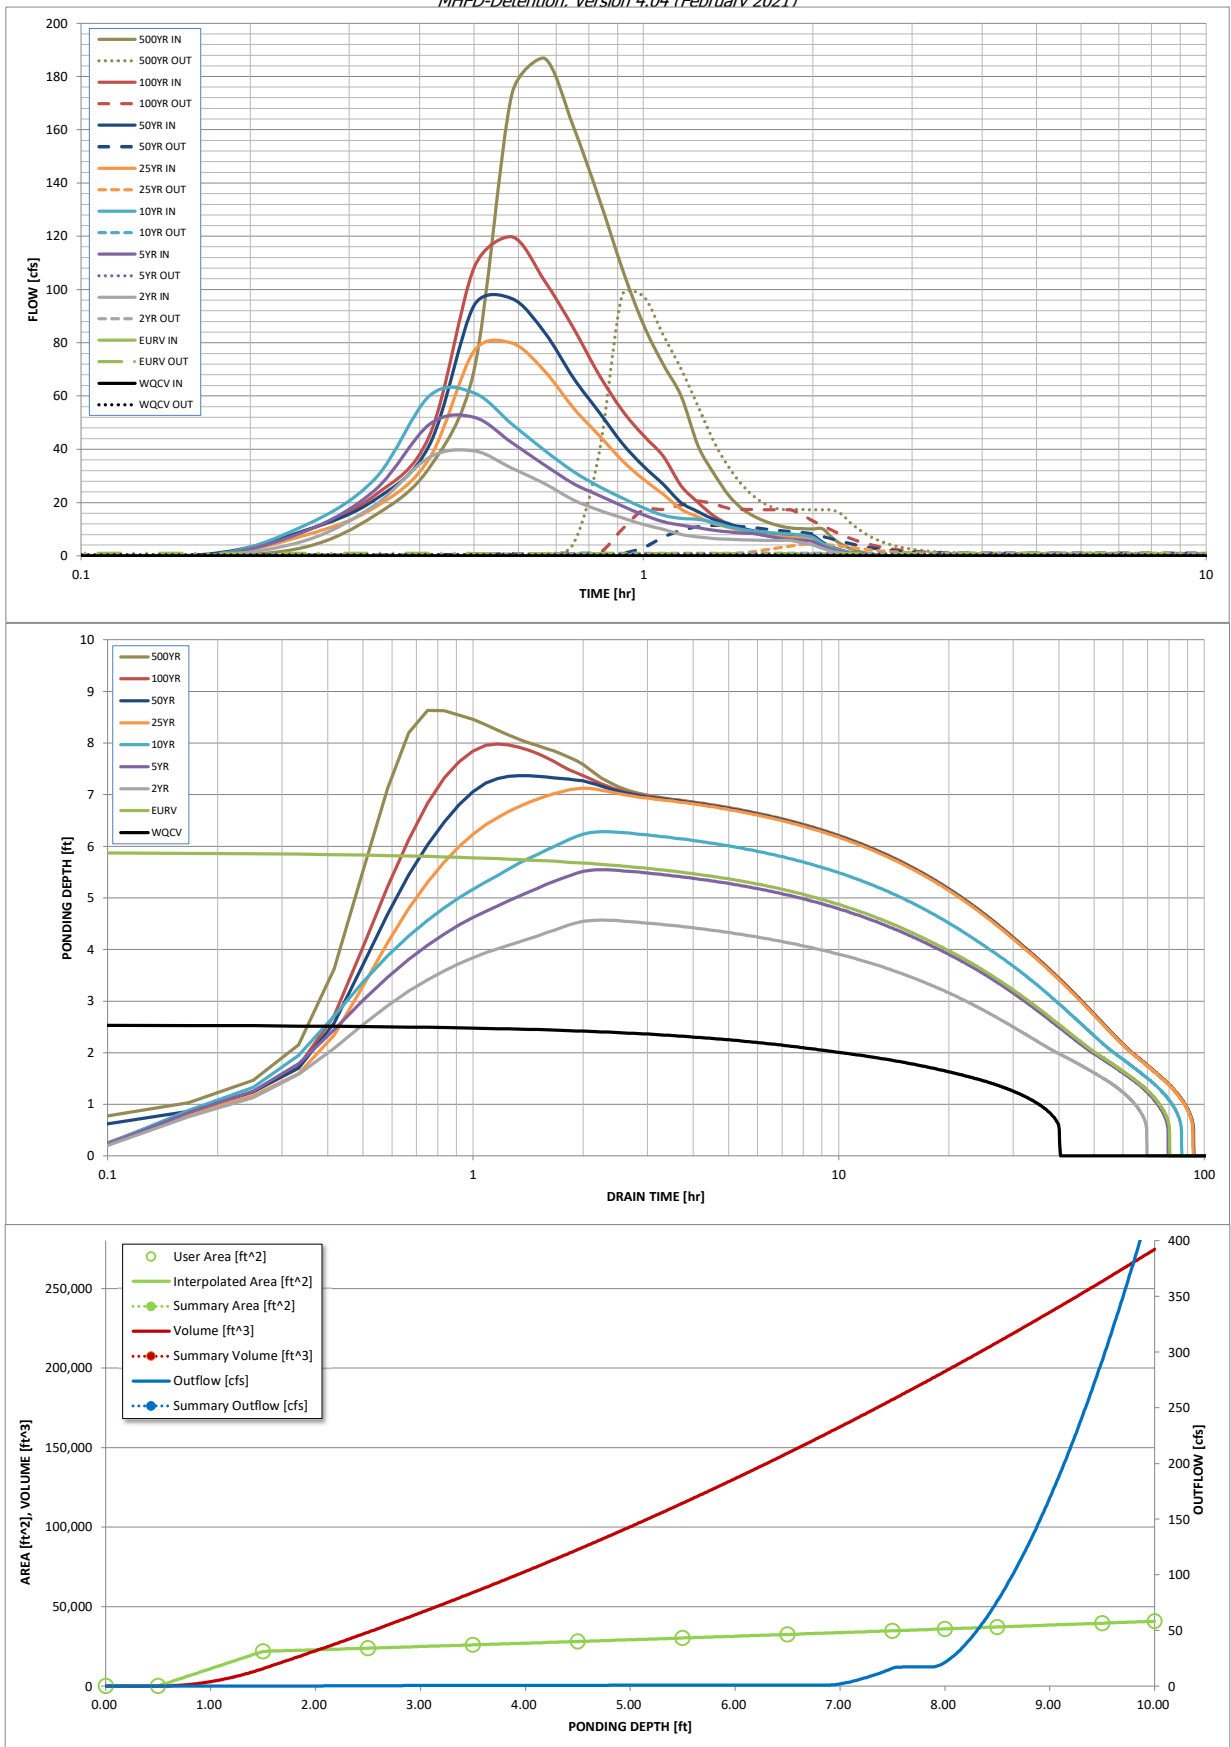 MHFD-Detention, Version 4.04 (February 2021)
200
180
160
140
120
100
80
60
40
20
0
FLOW [cfs]
500YR IN
500YR OUT
100YR IN
100YR OUT
50YR IN
50YR OUT
25YR IN
25YR OUT
10YR IN
10YR OUT
5YR IN
5YR OUT
2YR IN
2YR OUT
EURV IN
EURV OUT
WQCV IN
WQCV OUT
0.1 1 10
TIME [hr]
10
9
8
7
6
5
4
3
2
1
0
PONDING DEPTH [ft]
500YR
100YR
50YR
25YR
10YR
5YR
2YR
EURV
WQCV
0.1 1 10 100
DRAIN TIME [hr]
User Area [ft^2]
Interpolated Area [ft^2]
Summary Area [ft^2]
Volume [ft^3]
Summary Volume [ft^3]
Outflow [cfs]
Summary Outflow [cfs]
250,000
200,000
150,000
100,000
50,000
0
AREA [ft^2], VOLUME [ft^3]
400
350
300
250
200
150
100
50
0
OUTFLOW [cfs]
0.00 1.00 2.00 3.00 4.00 5.00 6.00 7.00 8.00 9.00 10.00
PONDING DEPTH [ft]